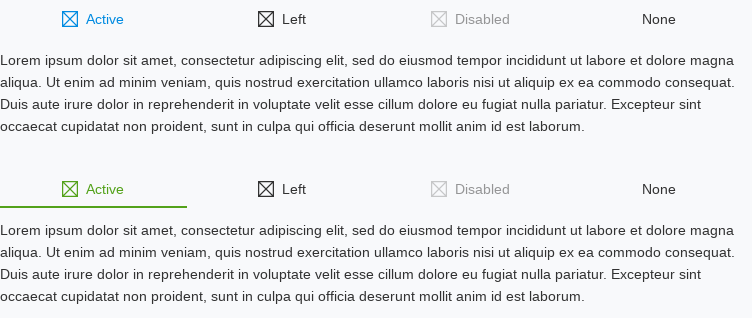 Active Left Disabled None
Lorem ipsum dolor sit amet, consectetur adipiscing elit, sed do eiusmod tempor incididunt ut labore et dolore magna
aliqua. Ut enim ad minim veniam, quis nostrud exercitation ullamco laboris nisi ut aliquip ex ea commodo consequat.
Duis aute irure dolor in reprehenderit in voluptate velit esse cillum dolore eu fugiat nulla pariatur. Excepteur sint
occaecat cupidatat non proident, sunt in culpa qui officia deserunt mollit anim id est laborum.
Active Left Disabled None
Lorem ipsum dolor sit amet, consectetur adipiscing elit, sed do eiusmod tempor incididunt ut labore et dolore magna
aliqua. Ut enim ad minim veniam, quis nostrud exercitation ullamco laboris nisi ut aliquip ex ea commodo consequat.
Duis aute irure dolor in reprehenderit in voluptate velit esse cillum dolore eu fugiat nulla pariatur. Excepteur sint
occaecat cupidatat non proident, sunt in culpa qui officia deserunt mollit anim id est laborum.